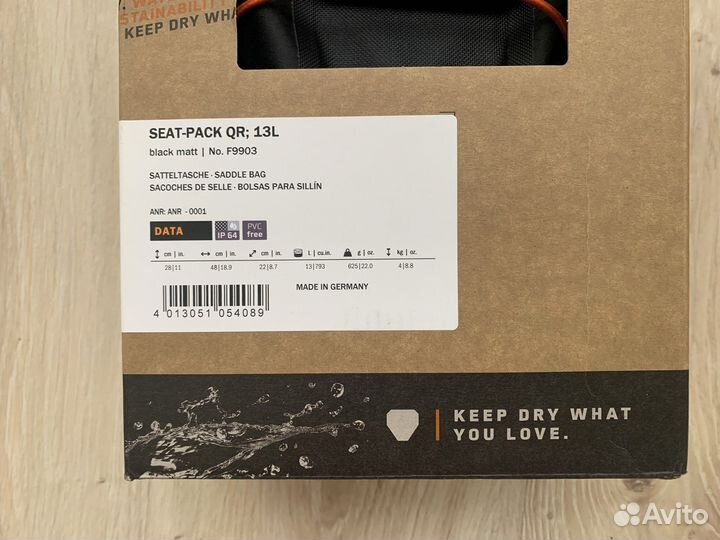 . WAT
STAINABILITY
KEEP DRY WHA
SEAT-PACK QR; 13L
black matt | No. F9903
SATTELTASCHE · SADDLE BAG
SACOCHES DE SELLE · BOLSAS PARA SILLÍN
ANR: ANR - 0001
DATA IP 64 PVC free
cm | in. cm | in. cm | in. L | cu.in. g | oz. kg | oz.
28|11 48|18.9 22|8.7 13|793 625|22.0 4|8.8
MADE IN GERMANY
4 013051 054089
KEEP DRY WHAT
YOU LOVE.
Avito